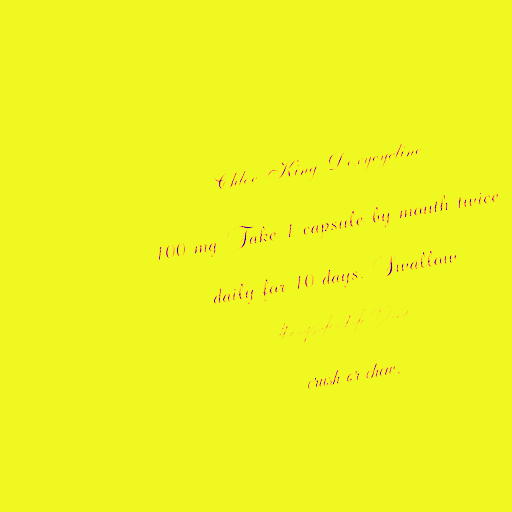 Chloe King Doxycycline
100 mg Take 1 capsule by mouth twice
daily for 10 days. Swallow
crush or chew.